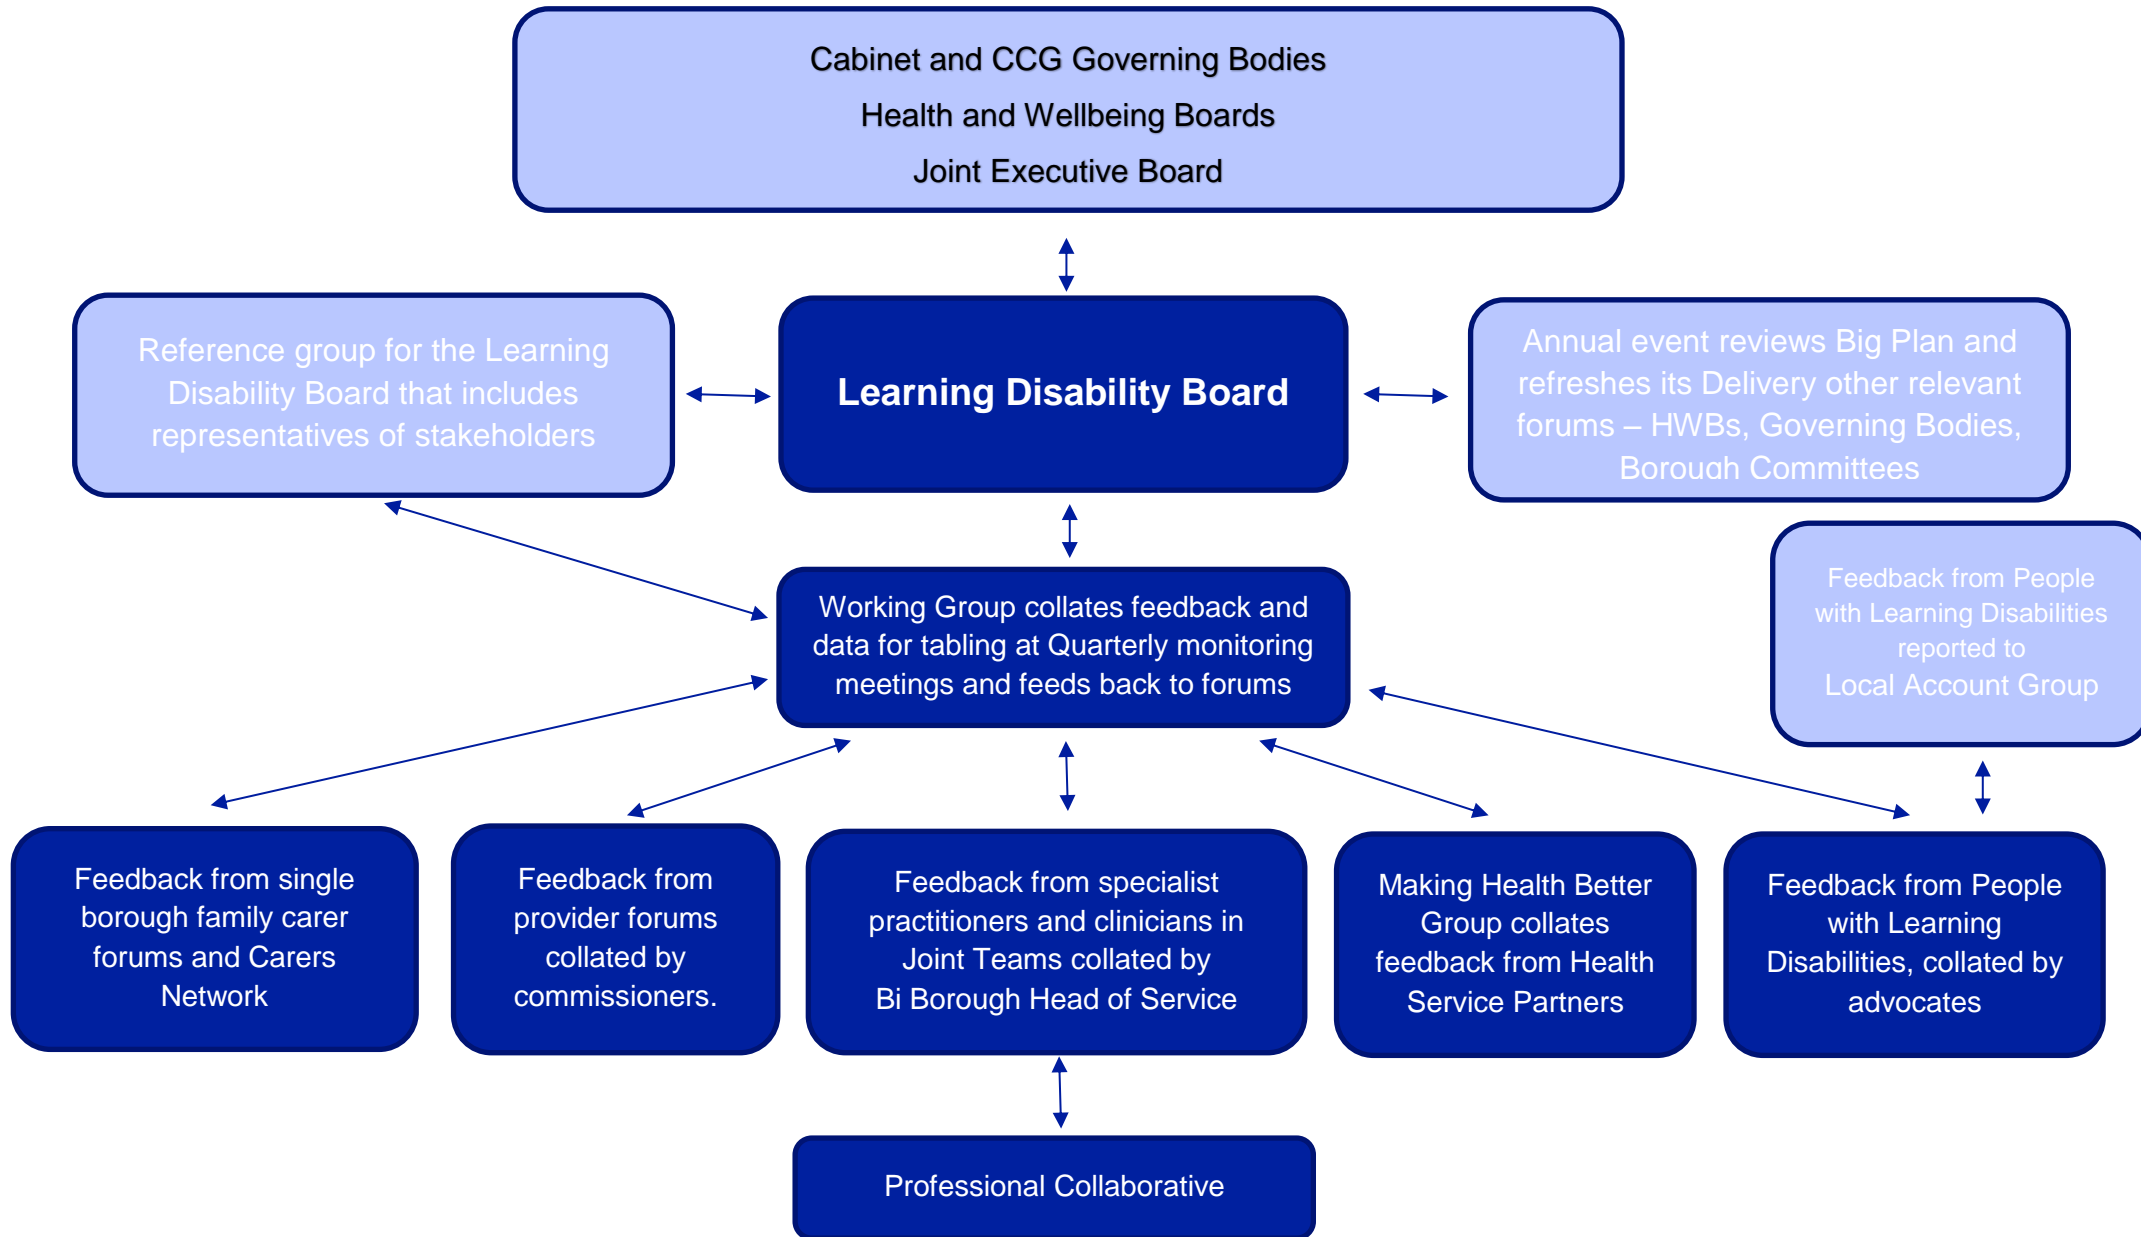 Cabinet and CCG Governing Bodies
Health and Wellbeing Boards
Joint Executive Board
Reference group for the Learning
Disability Board that includes
representatives of stakeholders
Learning Disability Board
Annual event reviews Big Plan and
refreshes its Delivery other relevant
forums – HWBs, Governing Bodies,
Borough Committees
Working Group collates feedback and
data for tabling at Quarterly monitoring
meetings and feeds back to forums
Feedback from People
with Learning Disabilities
reported to
Local Account Group
Feedback from single
borough family carer
forums and Carers
Network
Feedback from
provider forums
collated by
commissioners.
Feedback from specialist
practitioners and clinicians in
Joint Teams collated by
Bi Borough Head of Service
Making Health Better
Group collates
feedback from Health
Service Partners
Feedback from People
with Learning
Disabilities, collated by
advocates
Professional Collaborative